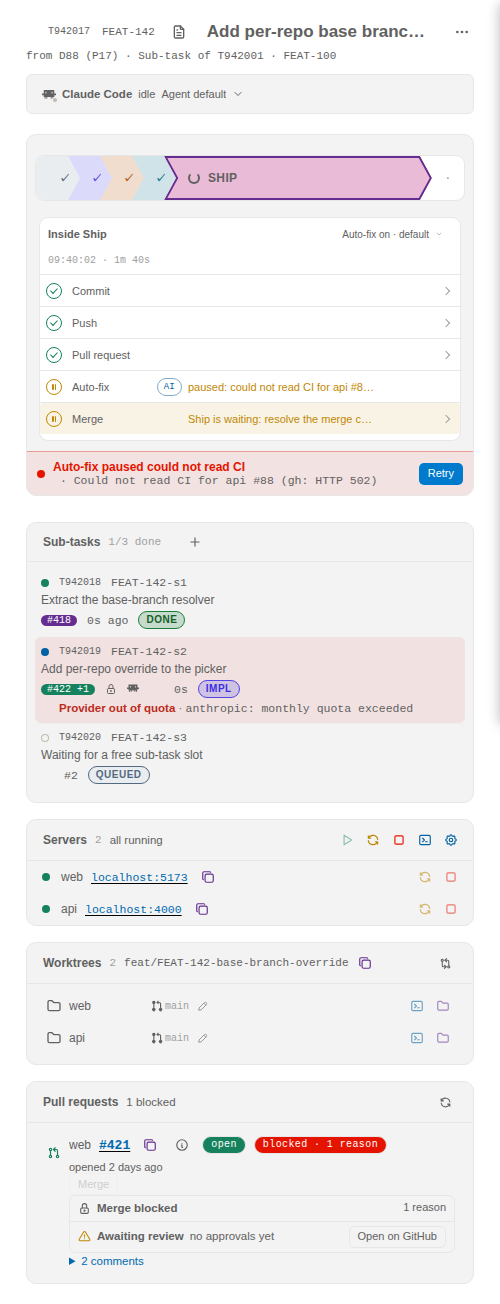 T942017 FEAT-142 Add per-repo base branc…
from D88 (P17) · Sub-task of T942001 · FEAT-100
Claude Code idle Agent default
SHIP
Inside Ship Auto-fix on · default
09:40:02 · 1m 40s
Commit
Push
Pull request
Auto-fix AI paused: could not read CI for api #8…
Merge Ship is waiting: resolve the merge c…
Auto-fix paused could not read CI
· Could not read CI for api #88 (gh: HTTP 502)
Retry
Sub-tasks 1/3 done
T942018 FEAT-142-s1
Extract the base-branch resolver
#418 0s ago DONE
T942019 FEAT-142-s2
Add per-repo override to the picker
#422 +1 0s IMPL
Provider out of quota · anthropic: monthly quota exceeded
T942020 FEAT-142-s3
Waiting for a free sub-task slot
#2 QUEUED
Servers 2 all running
web localhost:5173
api localhost:4000
Worktrees 2 feat/FEAT-142-base-branch-override
web main
api main
Pull requests 1 blocked
web #421 open blocked · 1 reason
opened 2 days ago
Merge
Merge blocked 1 reason
Awaiting review no approvals yet Open on GitHub
2 comments